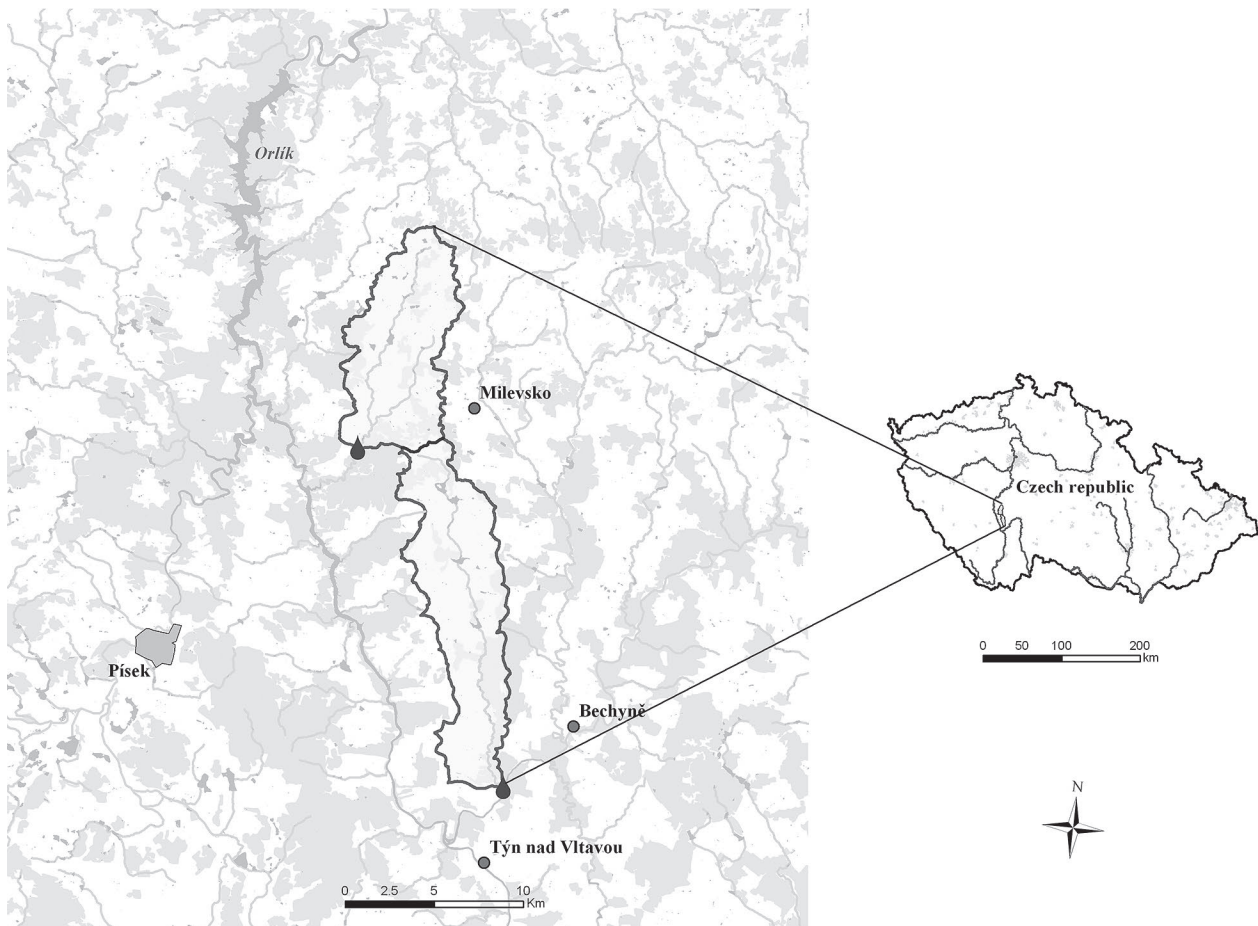 Orlík
Milevsko
Czech republic
0 50 100 200
km
Písek
Bechyně
N
Týn nad Vltavou
0 2.5 5 10
Km